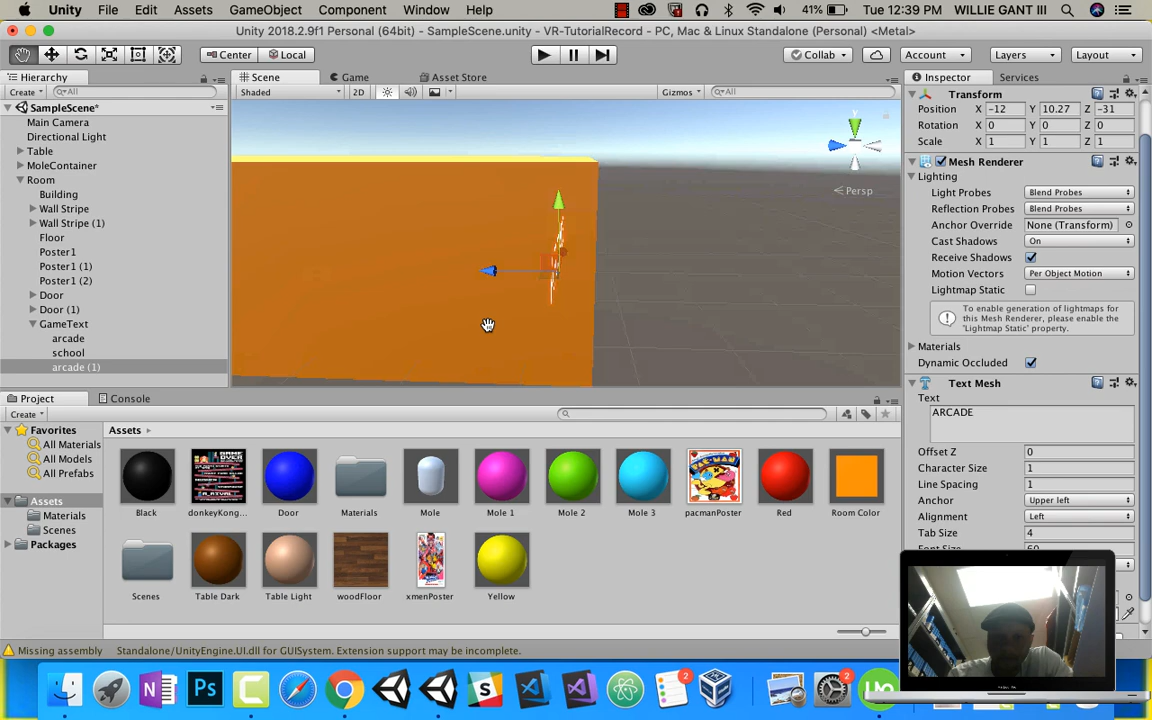 Unity File Edit Assets GameObject Component Window Help 41% Tue 12:39 PM WILLIE GANT III
Unity 2018.2.9f1 Personal (64bit) - SampleScene.unity - VR-TutorialRecord - PC, Mac & Linux Standalone (Personal) <Metal>
Center Local Collab Account Layers Layout
Hierarchy Scene Game Asset Store Inspector Services
Create All Shaded 2D Gizmos All
SampleScene*
Main Camera
Directional Light
Table
MoleContainer
Room
Building
Wall Stripe
Wall Stripe (1)
Floor
Poster1
Poster1 (1)
Poster1 (2)
Door
Door (1)
GameText
arcade
school
arcade (1)
y
Persp
Transform
Position X -12 Y 10.27 Z -31
Rotation X 0 Y 0 Z 0
Scale X 1 Y 1 Z 1
Mesh Renderer
Lighting
Light Probes Blend Probes
Reflection Probes Blend Probes
Anchor Override None (Transform)
Cast Shadows On
Receive Shadows
Motion Vectors Per Object Motion
Lightmap Static
To enable generation of lightmaps for
this Mesh Renderer, please enable the
'Lightmap Static' property.
Materials
Dynamic Occluded
Text Mesh
Text
ARCADE
Offset Z 0
Character Size 1
Line Spacing 1
Anchor Upper left
Alignment Left
Tab Size 4
Project Console
Create
Favorites
All Materials
All Models
All Prefabs
Assets
Materials
Scenes
Packages
Assets
Black donkeyKong... Door Materials Mole Mole 1 Mole 2 Mole 3 pacmanPoster Red Room Color
Scenes Table Dark Table Light woodFloor xmenPoster Yellow
Missing assembly Standalone/UnityEngine.UI.dll for GUISystem. Extension support may be incomplete.
2 2